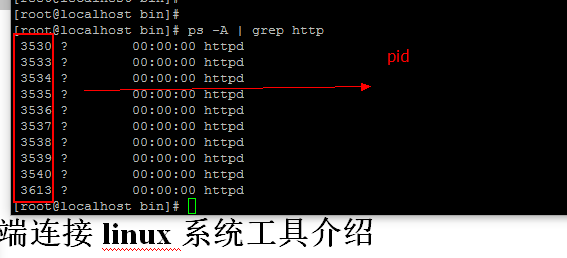 [root@localhost bin]#
[root@localhost bin]#
[root@localhost bin]# ps -A | grep http
3530 ? 00:00:00 httpd
3533 ? 00:00:00 httpd
3534 ? 00:00:00 httpd
3535 ? 00:00:00 httpd
3536 ? 00:00:00 httpd
3537 ? 00:00:00 httpd
3538 ? 00:00:00 httpd
3539 ? 00:00:00 httpd
3540 ? 00:00:00 httpd
3613 ? 00:00:00 httpd
[root@localhost bin]#
pid
端连接 linux 系统工具介绍